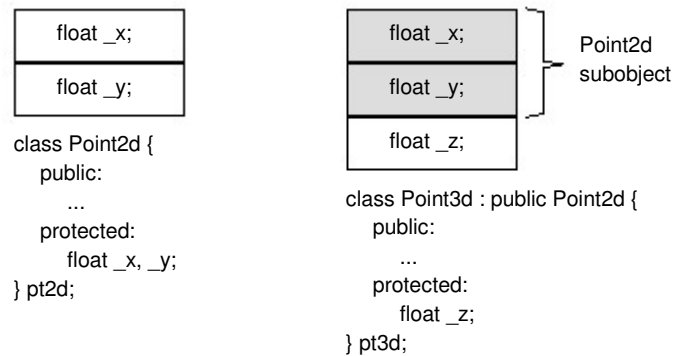 float _x;
float _y;
class Point2d {
public:
...
protected:
float _x, _y;
} pt2d;
float _x;
float _y;
float _z;
Point2d
subobject
class Point3d : public Point2d {
public:
...
protected:
float _z;
} pt3d;